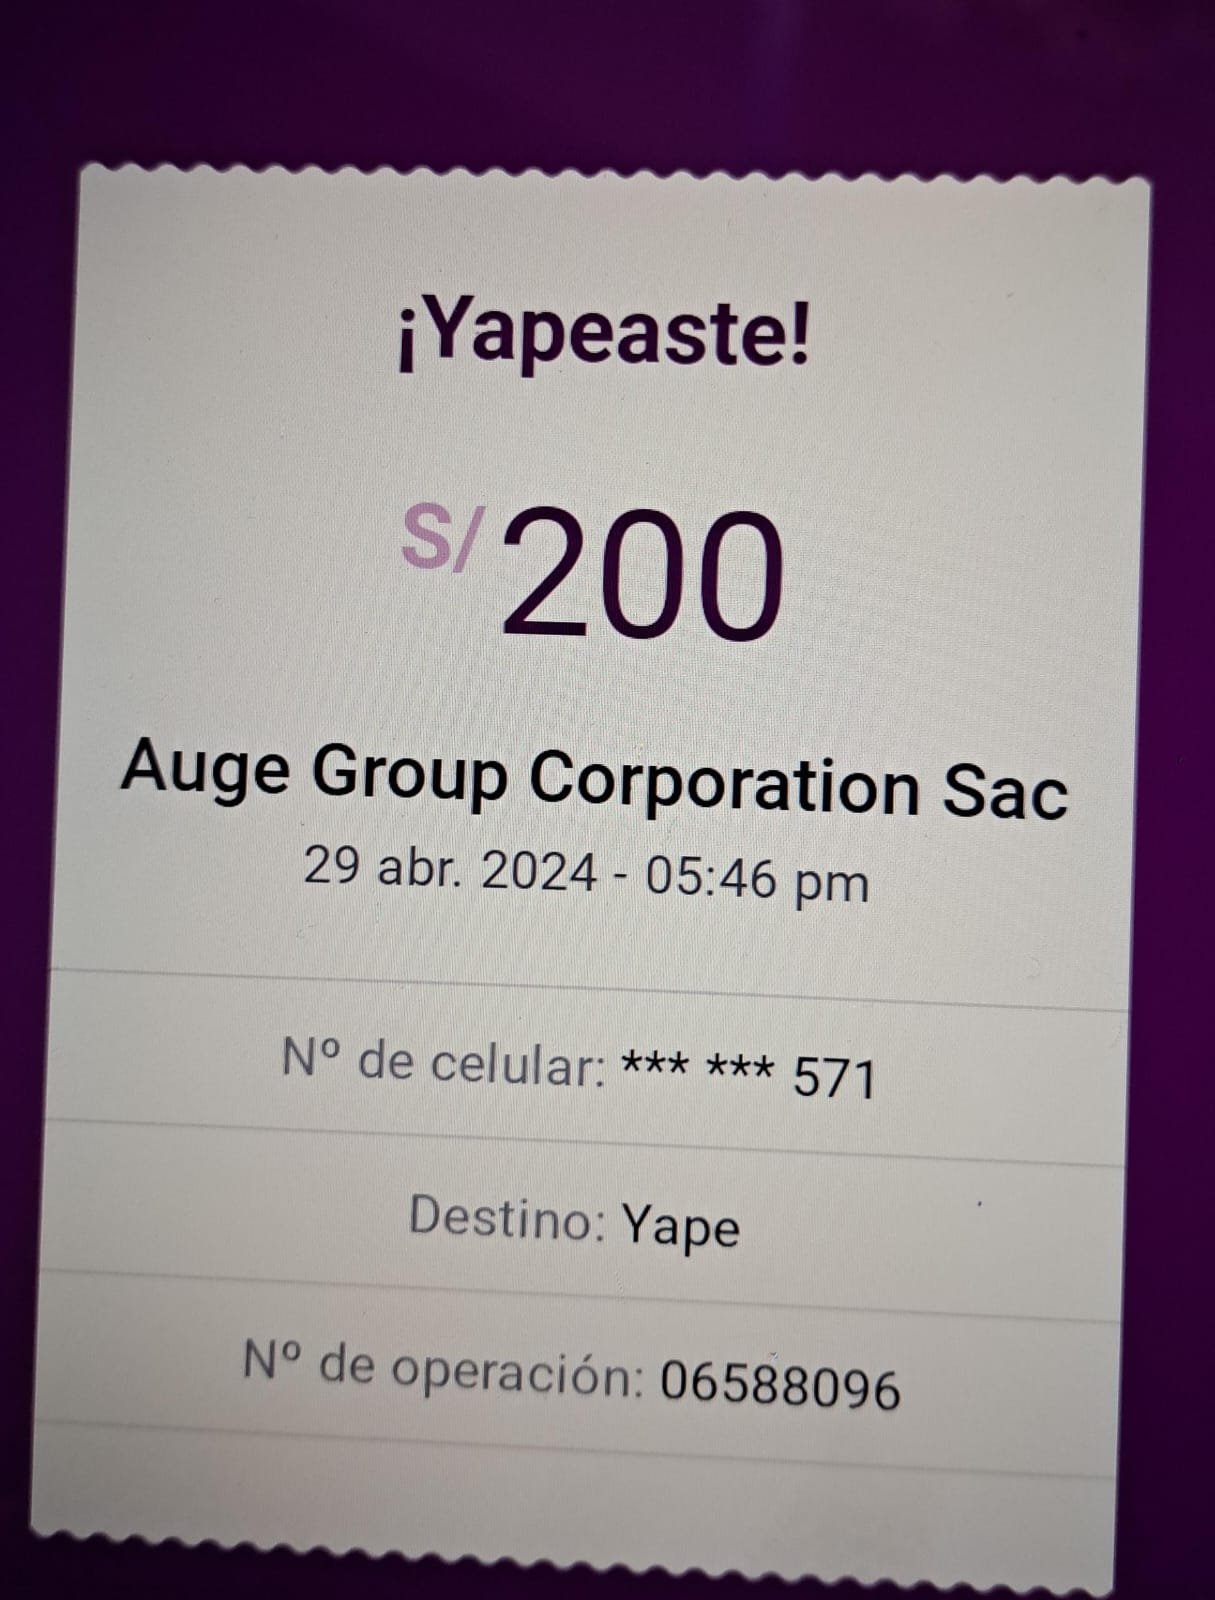 ¡Yapeaste!
S/200
Auge Group Corporation Sac
29 abr. 2024 - 05:46 pm
Nº de celular: *** *** 571
Destino: Yape
Nº de operación: 06588096